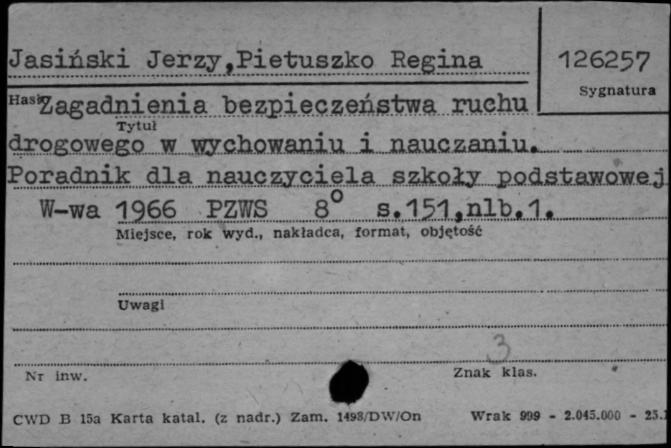 Jasiński Jerzy, Pietuszko Regina
126257
Sygnatura
Hasło
Zagadnienia bezpieczeństwa ruchu
Tytuł
drogowego w wychowaniu i nauczaniu.
Poradnik dla nauczyciela szkoły podstawowej
W-wa 1966 PZWS 8° s.151,nlb.1.
Miejsce, rok wyd., nakładca, format, objętość
Uwagi
3
Nr inw.
Znak klas.
CWD B 15a Karta katal. (z nadr.) Zam. 1498/DW/On Wrak 999 - 2.045.000 - 25.